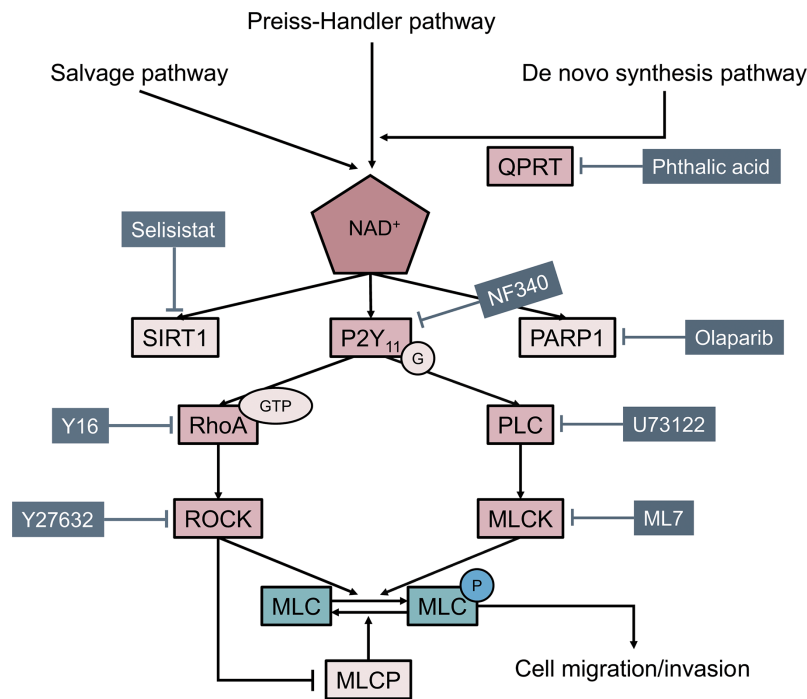 Preiss-Handler pathway
Salvage pathway
De novo synthesis pathway
QPRT
Phthalic acid
Selisistat
NAD⁺
NF340
SIRT1
P2Y₁₁
G
PARP1
Olaparib
GTP
Y16
RhoA
PLC
U73122
Y27632
ROCK
MLCK
ML7
P
MLC
MLC
MLCP
Cell migration/invasion